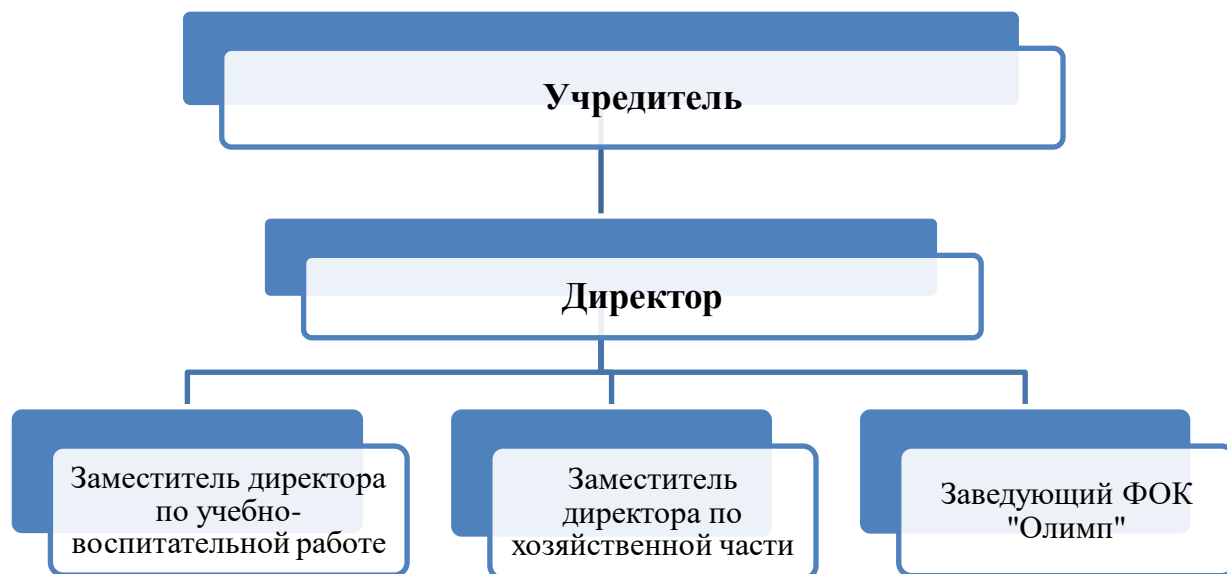 Учредитель
Директор
Заместитель директора
по учебно-
воспитательной работе
Заместитель
директора по
хозяйственной части
Заведующий ФОК
"Олимп"